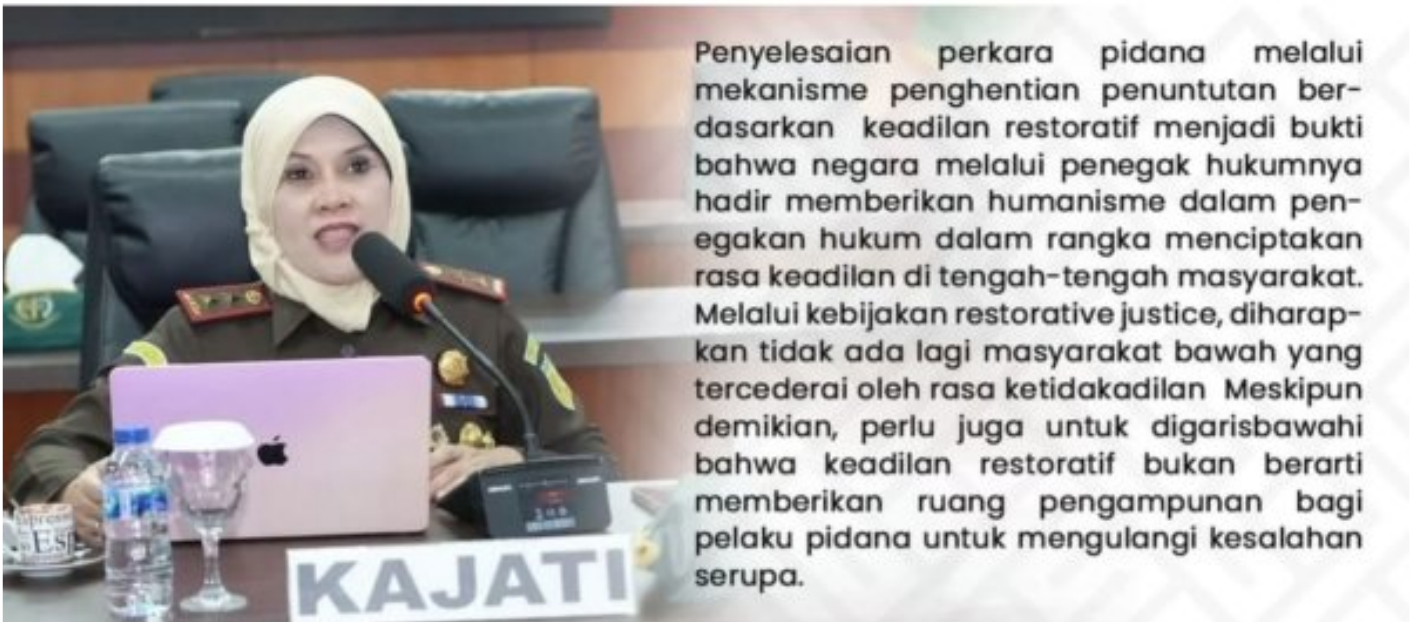 Penyelesaian perkara pidana melalui
mekanisme penghentian penuntutan ber-
dasarkan keadilan restoratif menjadi bukti
bahwa negara melalui penegak hukumnya
hadir memberikan humanisme dalam pen-
egakan hukum dalam rangka menciptakan
rasa keadilan di tengah-tengah masyarakat.
Melalui kebijakan restorative justice, diharap-
kan tidak ada lagi masyarakat bawah yang
tercederai oleh rasa ketidakadilan Meskipun
demikian, perlu juga untuk digarisbawahi
bahwa keadilan restoratif bukan berarti
memberikan ruang pengampunan bagi
pelaku pidana untuk mengulangi kesalahan
serupa.
KAJATI